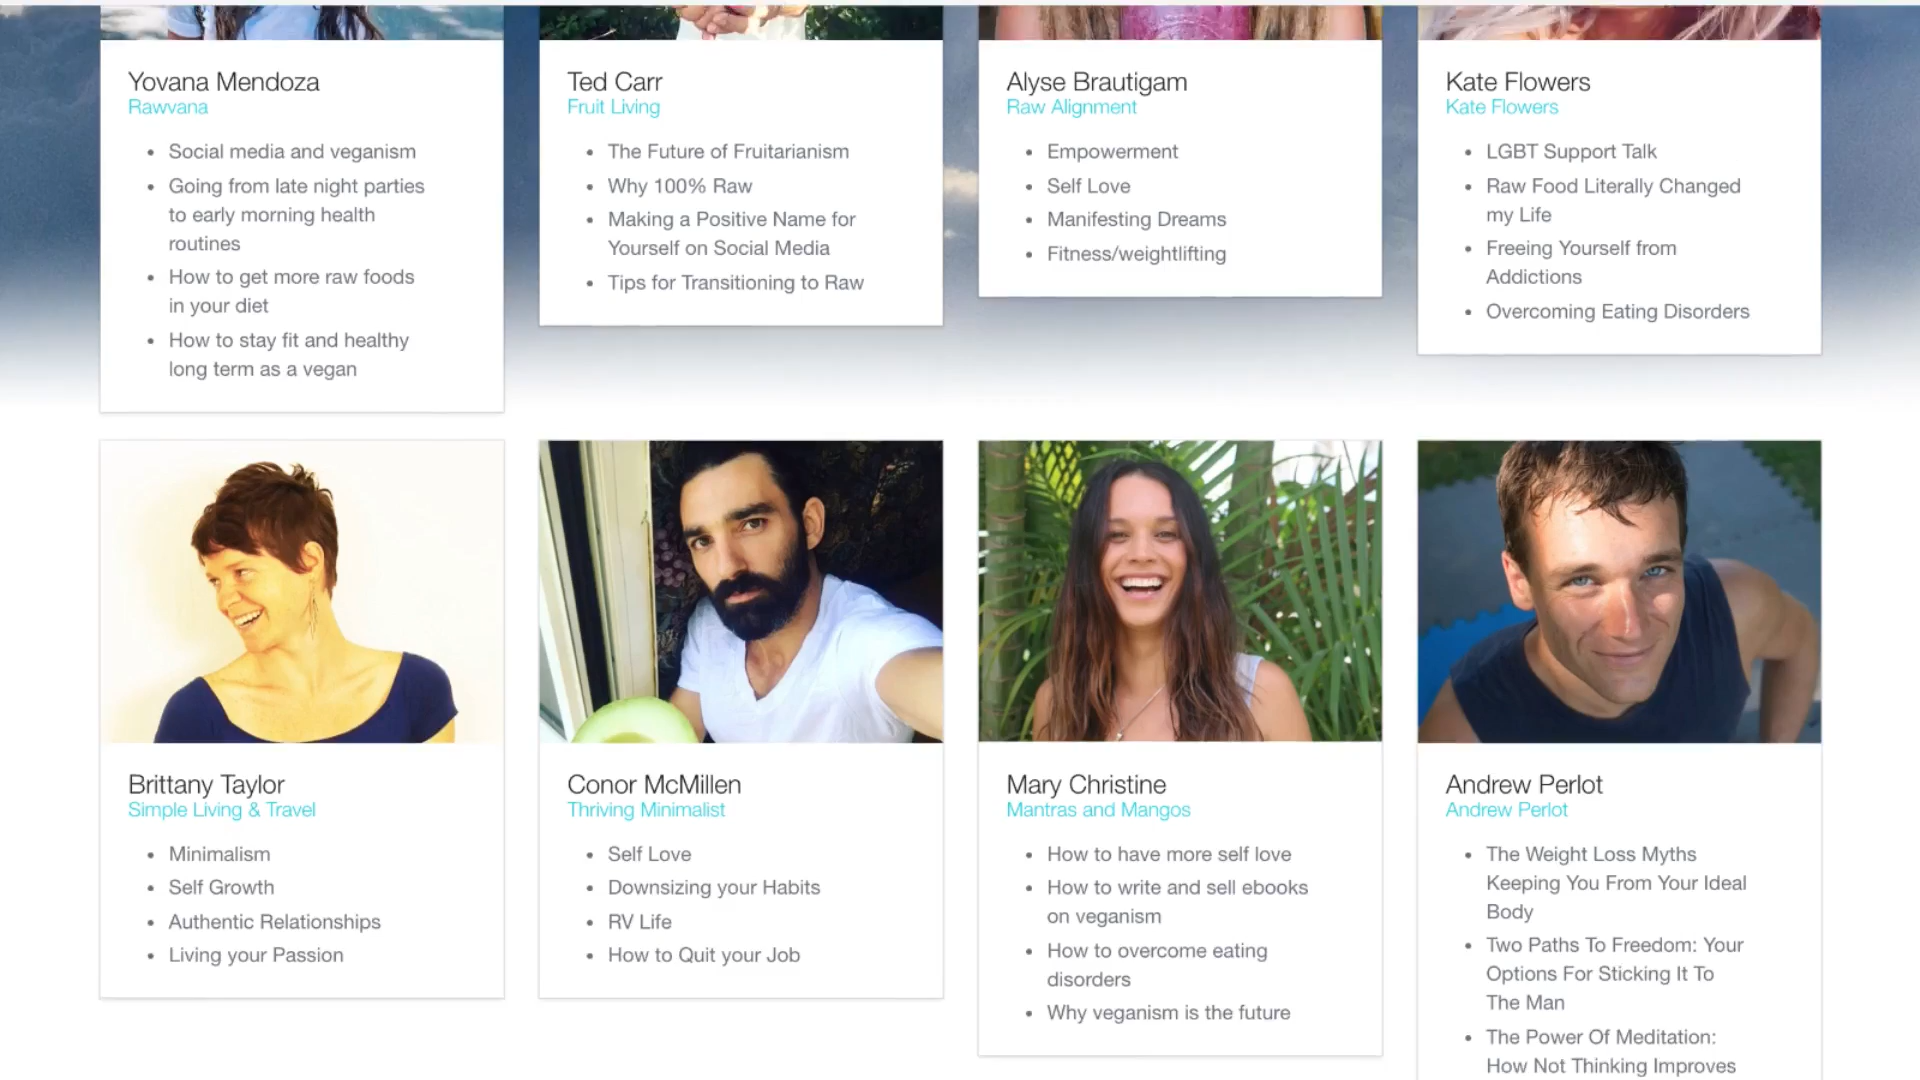 Yovana Mendoza
Rawvana
• Social media and veganism
• Going from late night parties
to early morning health
routines
• How to get more raw foods
in your diet
• How to stay fit and healthy
long term as a vegan
Ted Carr
Fruit Living
• The Future of Fruitarianism
• Why 100% Raw
• Making a Positive Name for
Yourself on Social Media
• Tips for Transitioning to Raw
Alyse Brautigam
Raw Alignment
• Empowerment
• Self Love
• Manifesting Dreams
• Fitness/weightlifting
Kate Flowers
Kate Flowers
• LGBT Support Talk
• Raw Food Literally Changed
my Life
• Freeing Yourself from
Addictions
• Overcoming Eating Disorders
Brittany Taylor
Simple Living & Travel
• Minimalism
• Self Growth
• Authentic Relationships
• Living your Passion
Conor McMillen
Thriving Minimalist
• Self Love
• Downsizing your Habits
• RV Life
• How to Quit your Job
Mary Christine
Mantras and Mangos
• How to have more self love
• How to write and sell ebooks
on veganism
• How to overcome eating
disorders
• Why veganism is the future
Andrew Perlot
Andrew Perlot
• The Weight Loss Myths
Keeping You From Your Ideal
Body
• Two Paths To Freedom: Your
Options For Sticking It To
The Man
• The Power Of Meditation:
How Not Thinking Improves